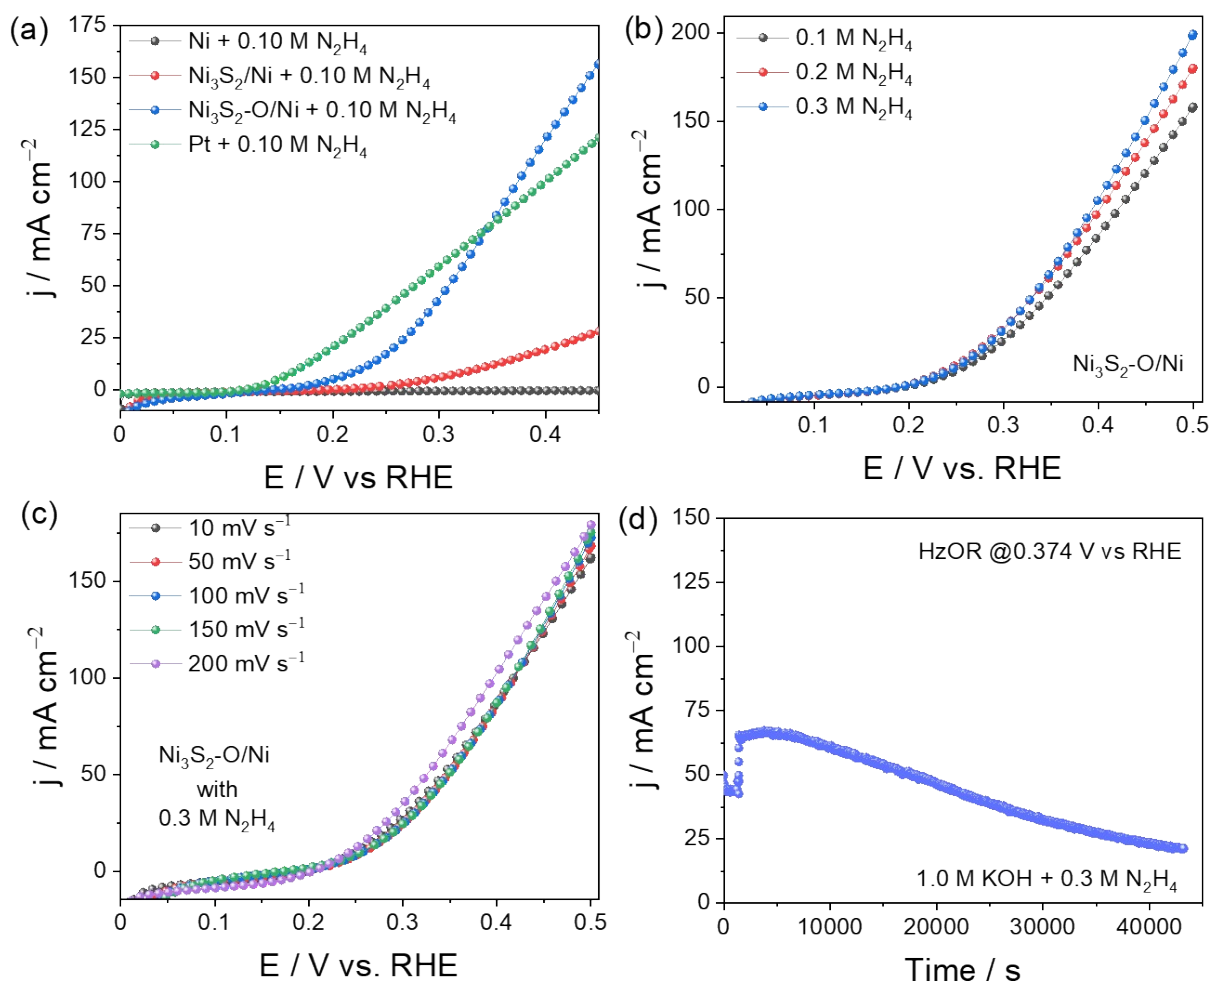 (a)
175
150
125
100
75
50
25
0
j / mA cm⁻²
Ni + 0.10 M N₂H₄
Ni₃S₂/Ni + 0.10 M N₂H₄
Ni₃S₂-O/Ni + 0.10 M N₂H₄
Pt + 0.10 M N₂H₄
0 0.1 0.2 0.3 0.4
E / V vs RHE
(b)
200
150
100
50
0
j / mA cm⁻²
0.1 M N₂H₄
0.2 M N₂H₄
0.3 M N₂H₄
Ni₃S₂-O/Ni
0.1 0.2 0.3 0.4 0.5
E / V vs. RHE
(c)
150
100
50
0
j / mA cm⁻²
10 mV s⁻¹
50 mV s⁻¹
100 mV s⁻¹
150 mV s⁻¹
200 mV s⁻¹
Ni₃S₂-O/Ni
with
0.3 M N₂H₄
0 0.1 0.2 0.3 0.4 0.5
E / V vs. RHE
(d)
150
125
100
75
50
25
0
j / mA cm⁻²
HzOR @0.374 V vs RHE
1.0 M KOH + 0.3 M N₂H₄
0 10000 20000 30000 40000
Time / s